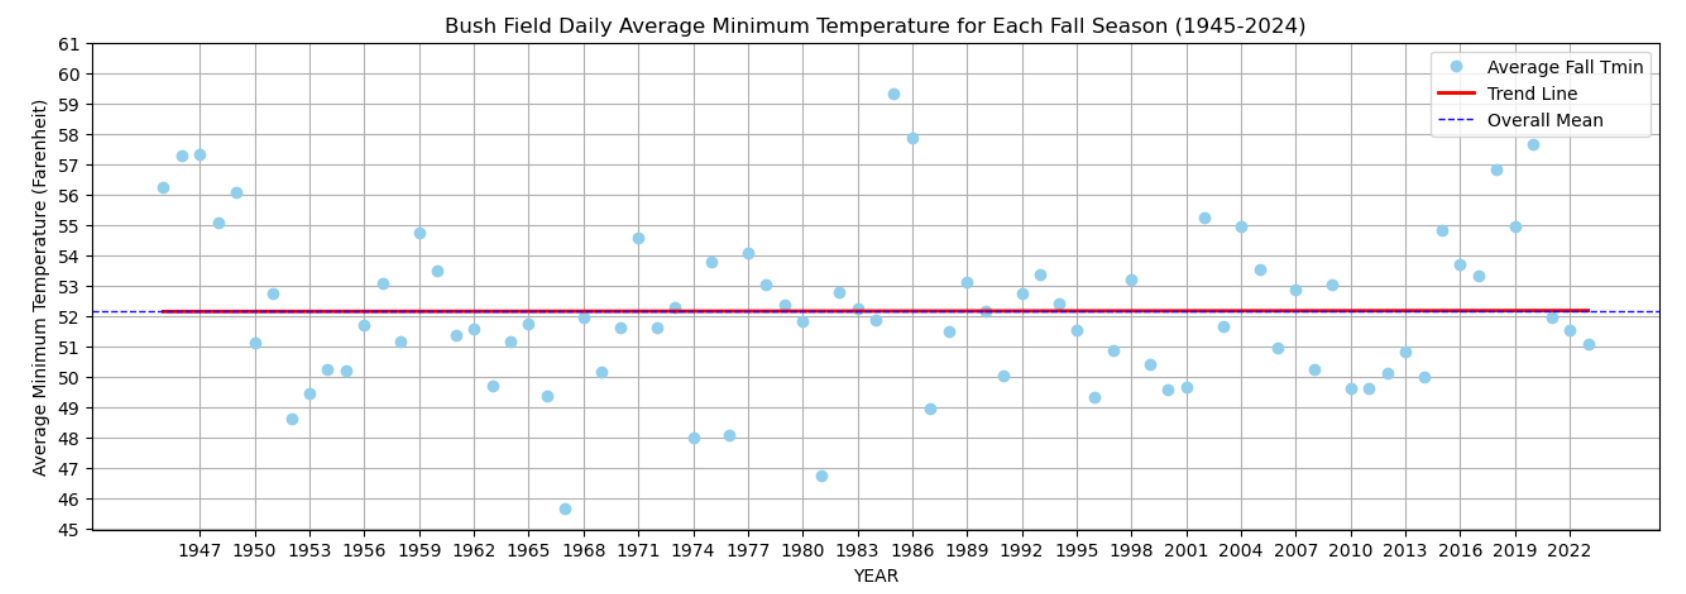 Bush Field Daily Average Minimum Temperature for Each Fall Season (1945-2024)
Average Minimum Temperature (Farenheit)
61
60
59
58
57
56
55
54
53
52
51
50
49
48
47
46
45
Average Fall Tmin
Trend Line
Overall Mean
1947 1950 1953 1956 1959 1962 1965 1968 1971 1974 1977 1980 1983 1986 1989 1992 1995 1998 2001 2004 2007 2010 2013 2016 2019 2022
YEAR